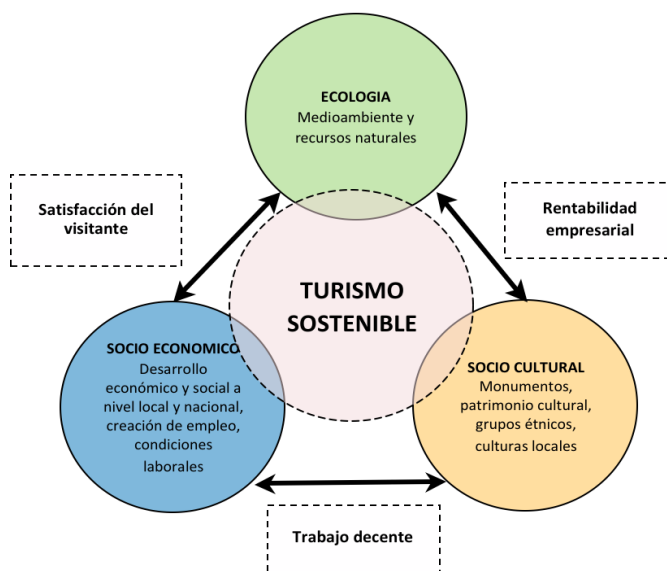 ECOLOGIA
Medioambiente y
recursos naturales
Satisfacción del
visitante
Rentabilidad
empresarial
TURISMO
SOSTENIBLE
SOCIO ECONOMICO
Desarrollo
económico y social a
nivel local y nacional,
creación de empleo,
condiciones
laborales
SOCIO CULTURAL
Monumentos,
patrimonio cultural,
grupos étnicos,
culturas locales
Trabajo decente